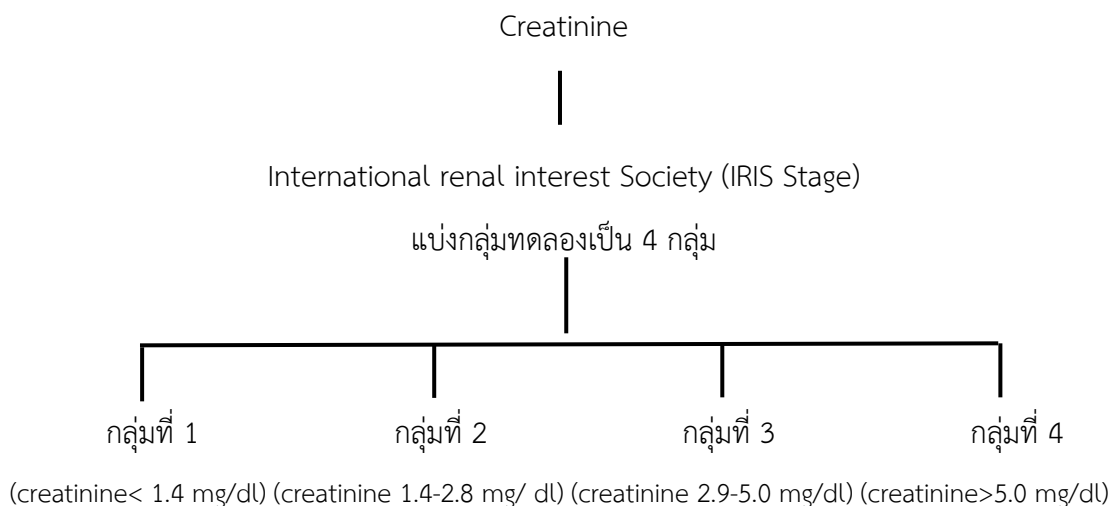 Creatinine
International renal interest Society (IRIS Stage)
แบ่งกลุ่มทดลองเป็น 4 กลุ่ม
กลุ่มที่ 1 กลุ่มที่ 2 กลุ่มที่ 3 กลุ่มที่ 4
(creatinine< 1.4 mg/dl) (creatinine 1.4-2.8 mg/ dl) (creatinine 2.9-5.0 mg/dl) (creatinine>5.0 mg/dl)